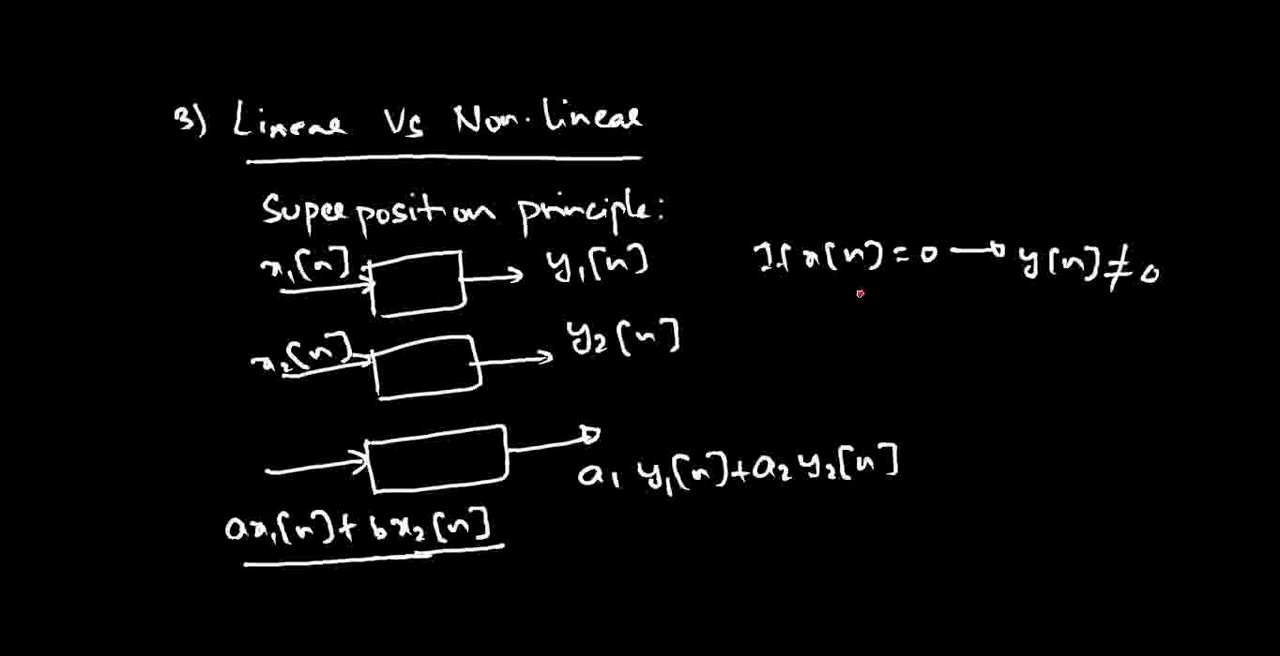 3) Linear Vs Non-linear
Superposition principle:
x₁[n] y₁[n]
If x[n] = 0 → y[n] ≠ 0
x₂[n] y₂[n]
a₁ y₁[n] + a₂ y₂[n]
ax₁[n] + bx₂[n]